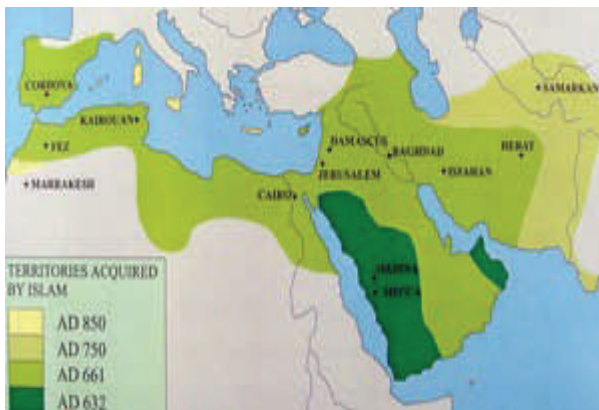 CORDOVA
KAIROUAN
FEZ
MARRAKESH
CAIRO
DAMASCUS
JERUSALEM
BAGHDAD
ISFAHAN
HERAT
SAMARKAN
MEDINA
MECCA
TERRITORIES ACQUIRED
BY ISLAM
AD 850
AD 750
AD 661
AD 632